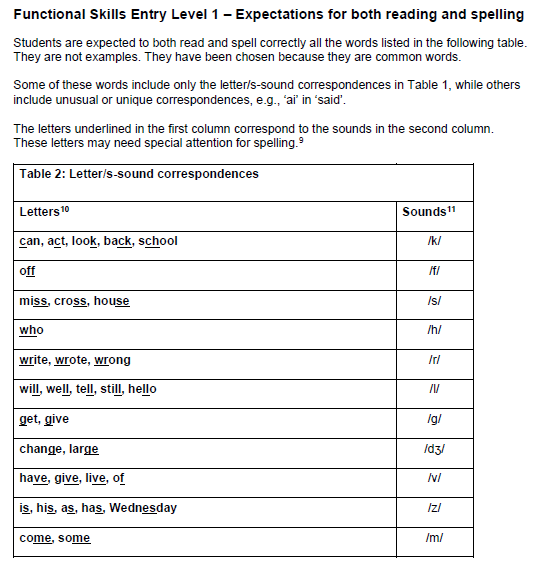 Functional Skills Entry Level 1 – Expectations for both reading and spelling
Students are expected to both read and spell correctly all the words listed in the following table.
They are not examples. They have been chosen because they are common words.
Some of these words include only the letter/s-sound correspondences in Table 1, while others
include unusual or unique correspondences, e.g., ‘ai’ in ‘said’.
The letters underlined in the first column correspond to the sounds in the second column.
These letters may need special attention for spelling.⁹
Table 2: Letter/s-sound correspondences
Letters¹⁰ Sounds¹¹
can, act, look, back, school /k/
off /f/
miss, cross, house /s/
who /h/
write, wrote, wrong /r/
will, well, tell, still, hello /l/
get, give /g/
change, large /dʒ/
have, give, live, of /v/
is, his, as, has, Wednesday /z/
come, some /m/